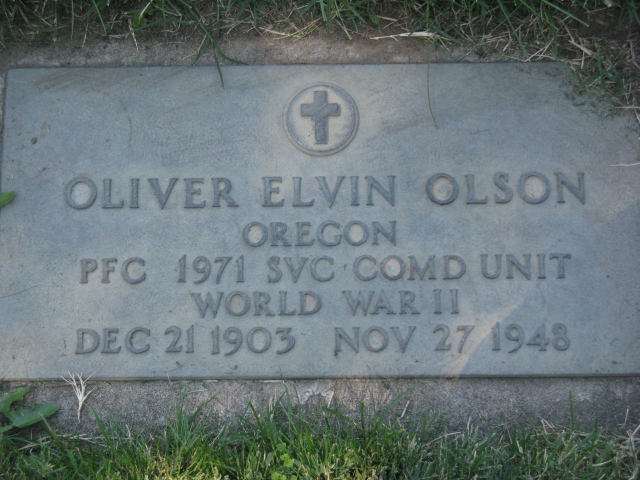 OLIVER ELVIN OLSON
OREGON
PFC 1971 SVC COMD UNIT
WORLD WAR II
DEC 21 1903 NOV 27 1948